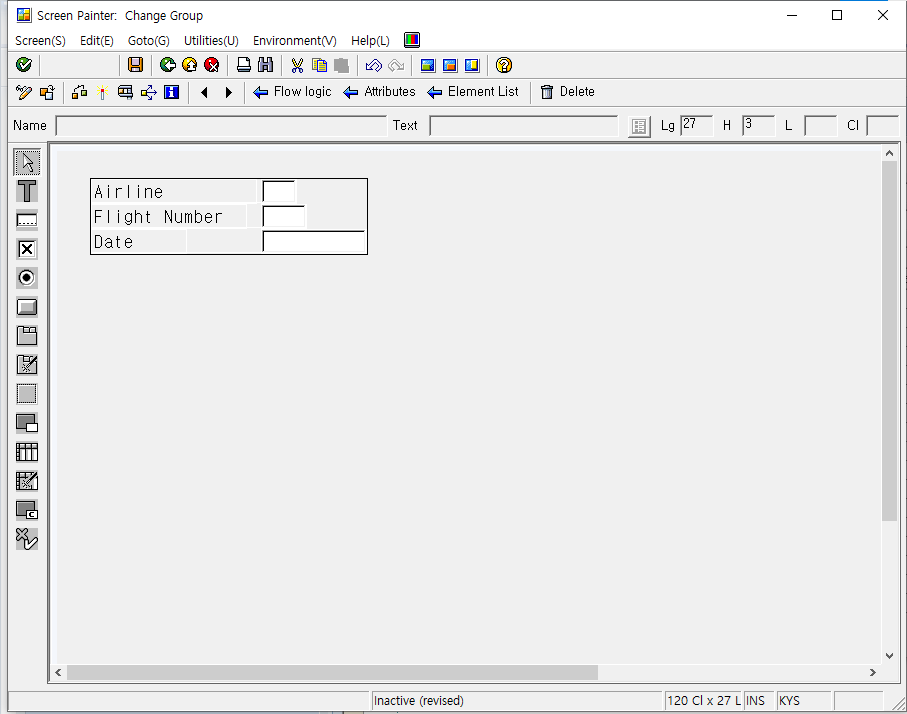 Screen Painter: Change Group
Screen(S) Edit(E) Goto(G) Utilities(U) Environment(V) Help(L)
Flow logic Attributes Element List Delete
Name Text Lg 27 H 3 L Cl
Airline
Flight Number
Date
Inactive (revised) 120 Cl x 27 L INS KYS